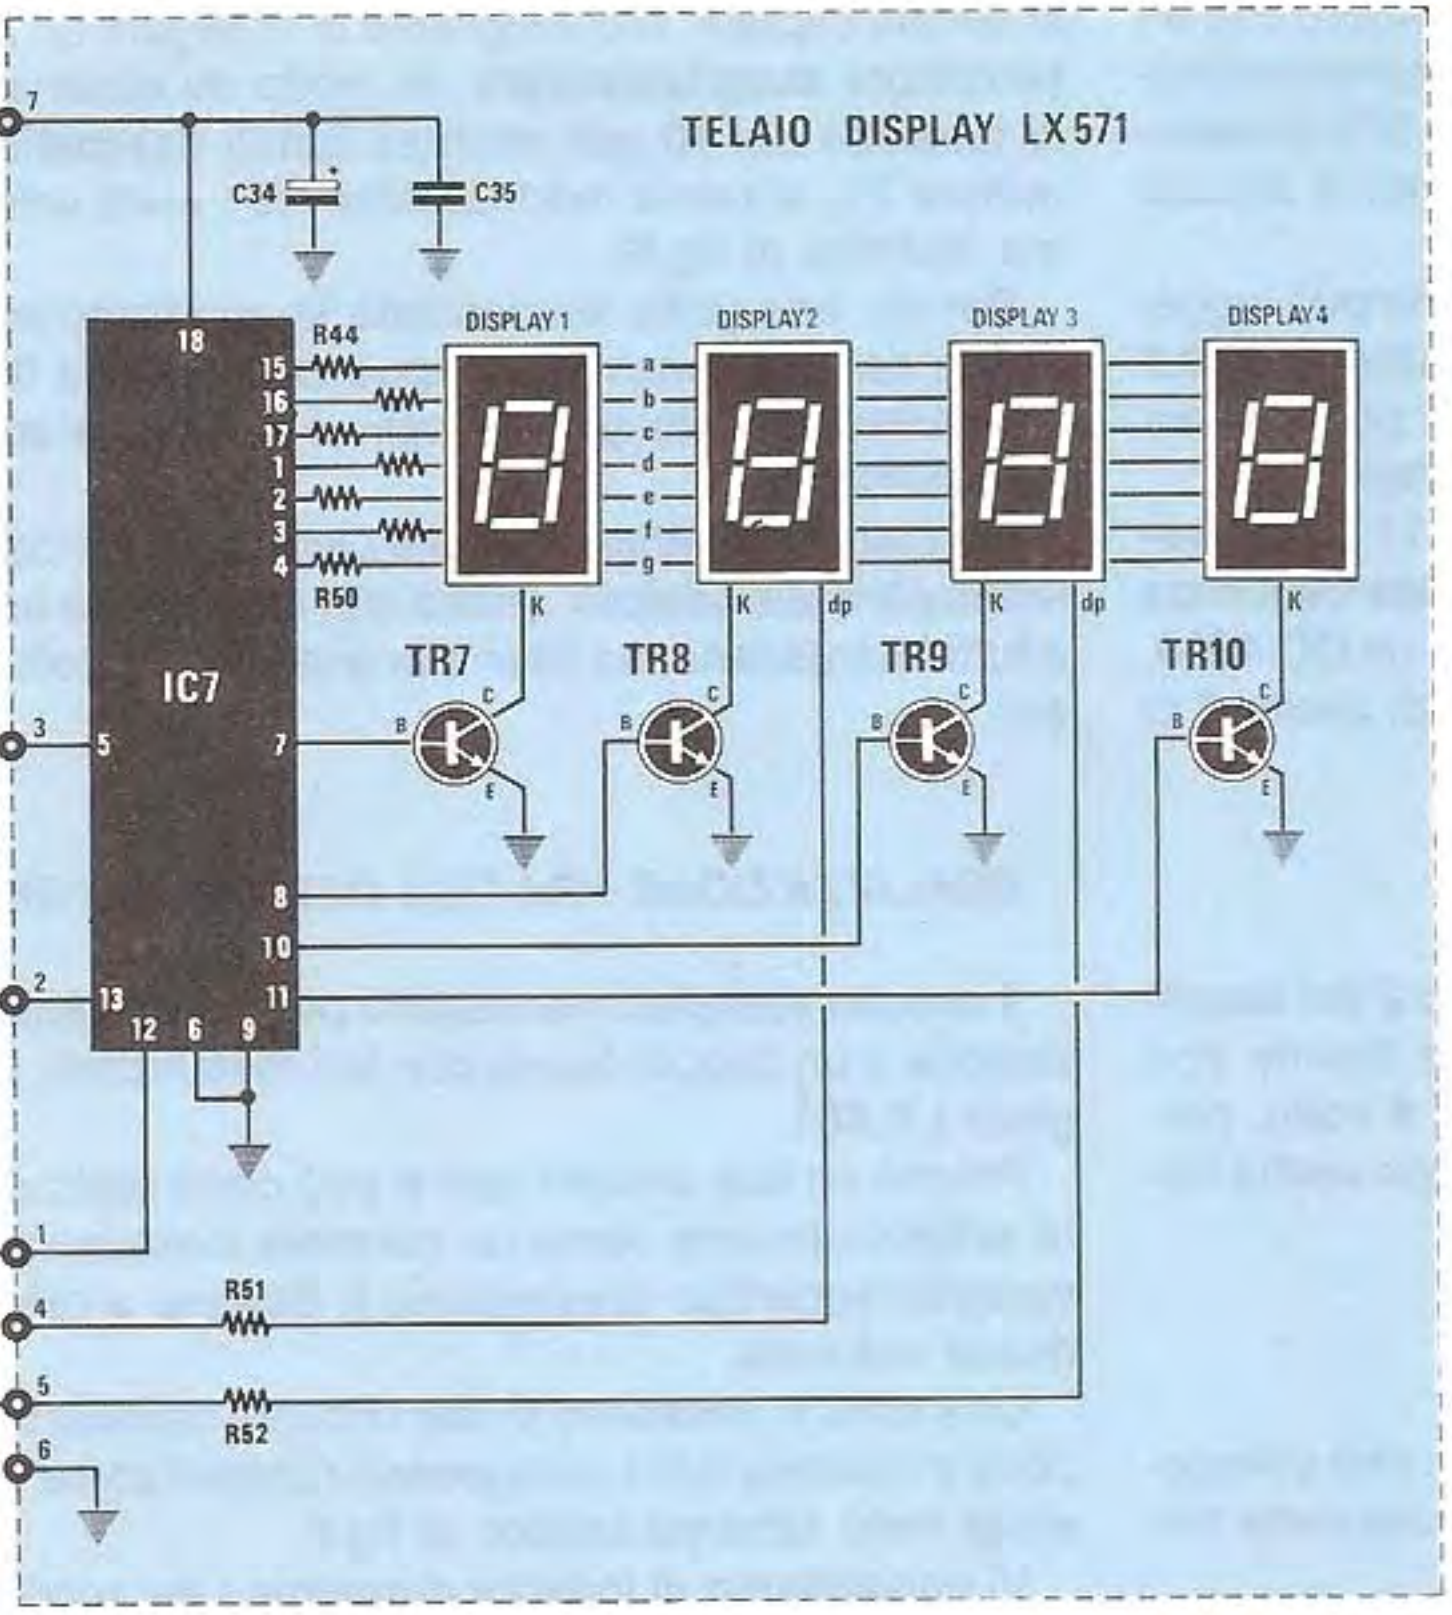 7
TELAIO DISPLAY LX571
C34
+
C35
DISPLAY 1
DISPLAY2
DISPLAY 3
DISPLAY4
18
R44
15
a
16
b
17
c
1
d
2
e
3
f
4
g
R50
K
K
dp
K
dp
K
TR7
TR8
TR9
TR10
IC7
C
C
C
C
B
B
B
B
3
5
7
E
E
E
E
8
10
2
13
11
12
6
9
1
R51
4
5
R52
6